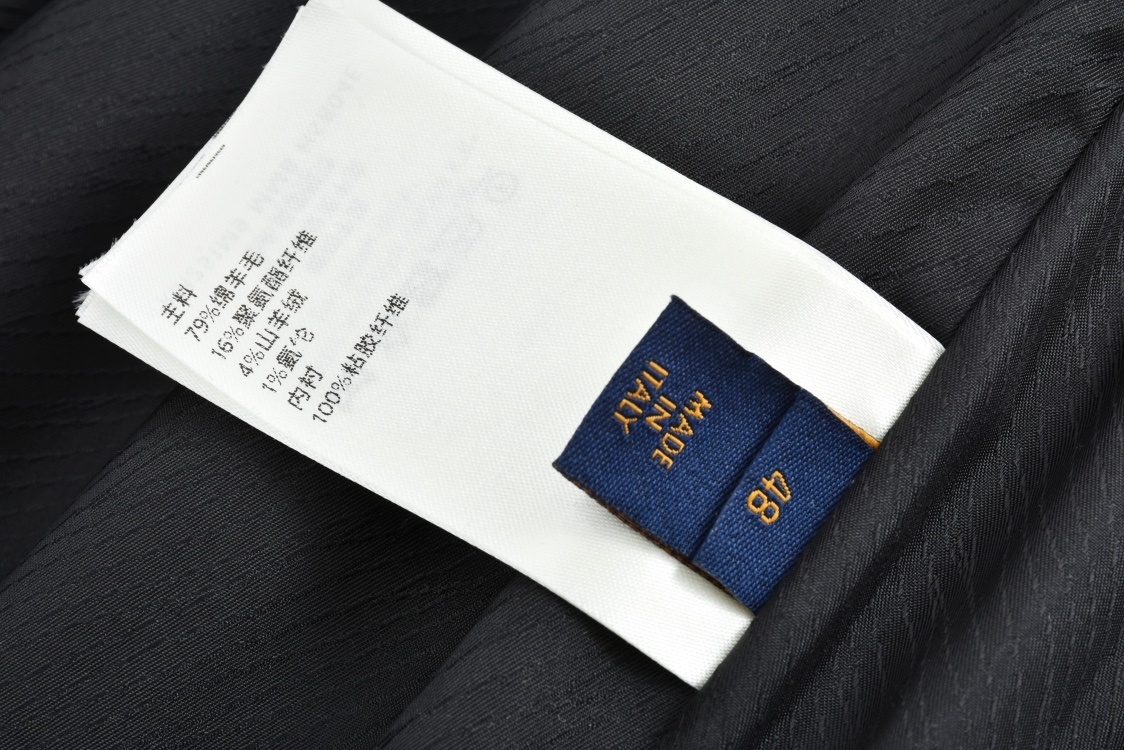 主料
79%绵羊毛
16%聚氨酯纤维
4%山羊绒
1%氨纶
内衬
100%粘胶纤维
MADE
IN
ITALY
48